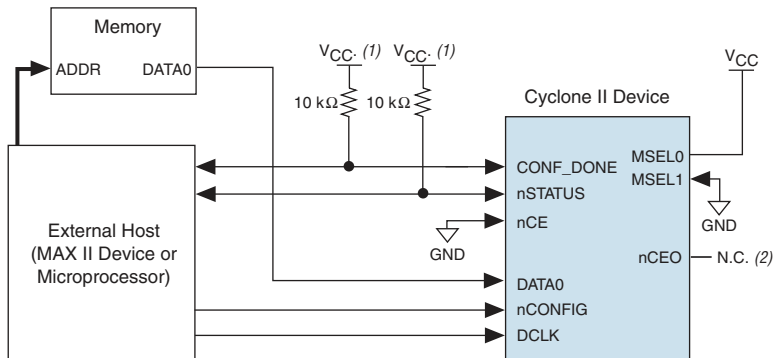 Memory
ADDR DATA0
VCC. (1) VCC. (1)
10 kΩ 10 kΩ
VCC
Cyclone II Device
External Host
(MAX II Device or
Microprocessor)
CONF_DONE
nSTATUS
nCE
GND
DATA0
nCONFIG
DCLK
MSEL0
MSEL1
GND
nCEO N.C. (2)